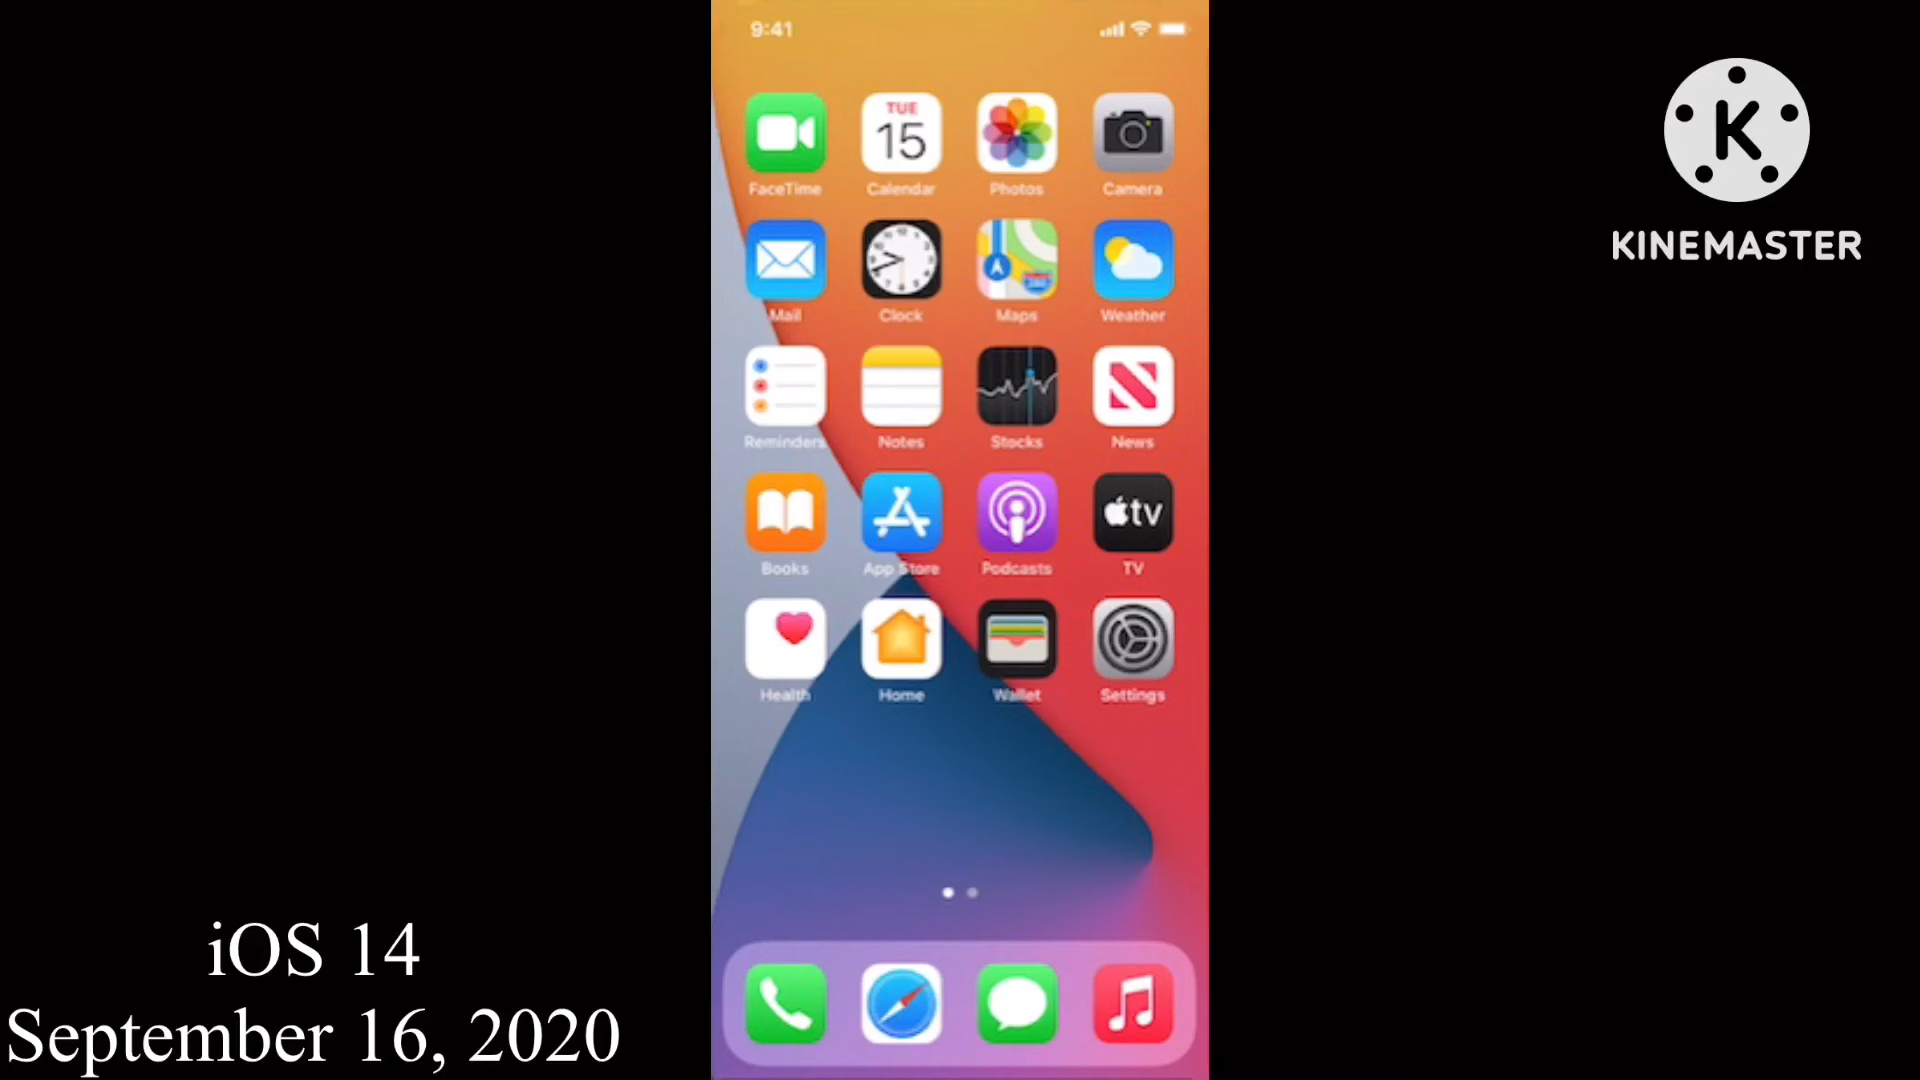 9:41
TUE
15
FaceTime Calendar Photos Camera
Mail Clock Maps Weather
Reminders Notes Stocks News
tv
Books App Store Podcasts TV
Health Home Wallet Settings
K
KINEMASTER
iOS 14
September 16, 2020